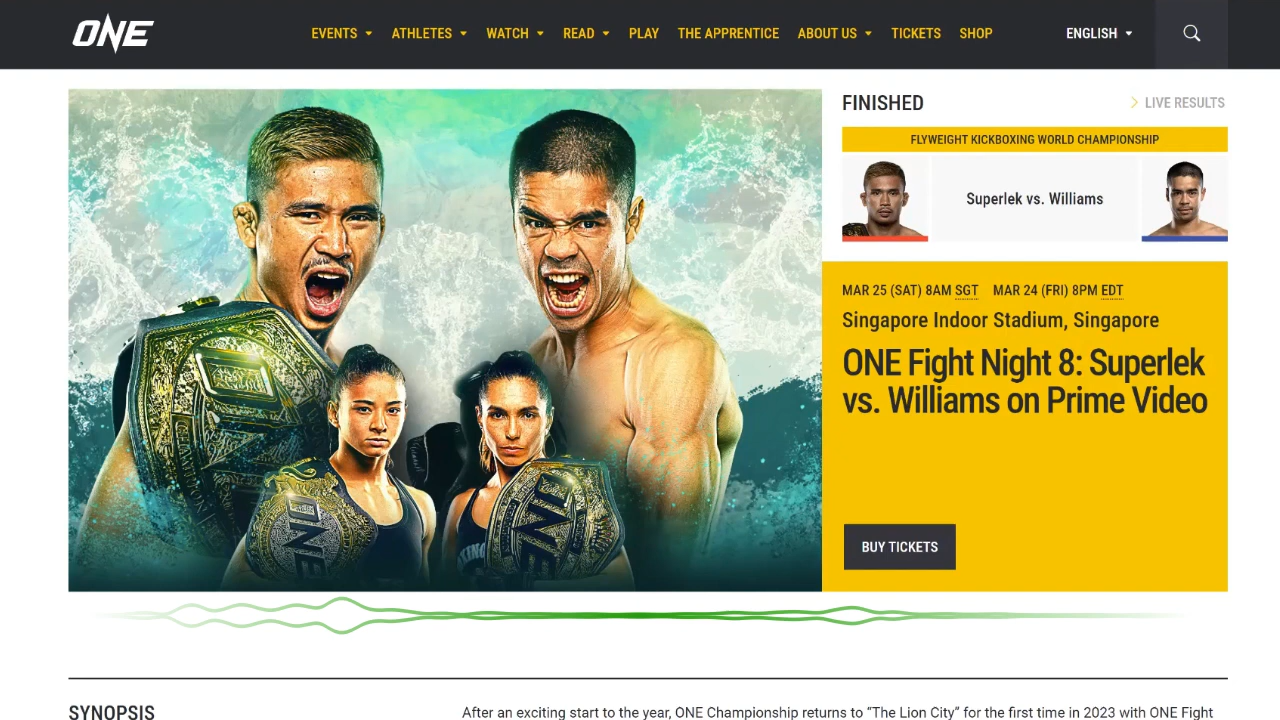 ONE
EVENTS
ATHLETES
WATCH
READ
PLAY
THE APPRENTICE
ABOUT US
TICKETS
SHOP
ENGLISH
FINISHED
LIVE RESULTS
FLYWEIGHT KICKBOXING WORLD CHAMPIONSHIP
Superlek vs. Williams
MAR 25 (SAT) 8AM SGT MAR 24 (FRI) 8PM EDT
Singapore Indoor Stadium, Singapore
ONE Fight Night 8: Superlek
vs. Williams on Prime Video
BUY TICKETS
ONE
ONE
SYNOPSIS
After an exciting start to the year, ONE Championship returns to “The Lion City” for the first time in 2023 with ONE Fight